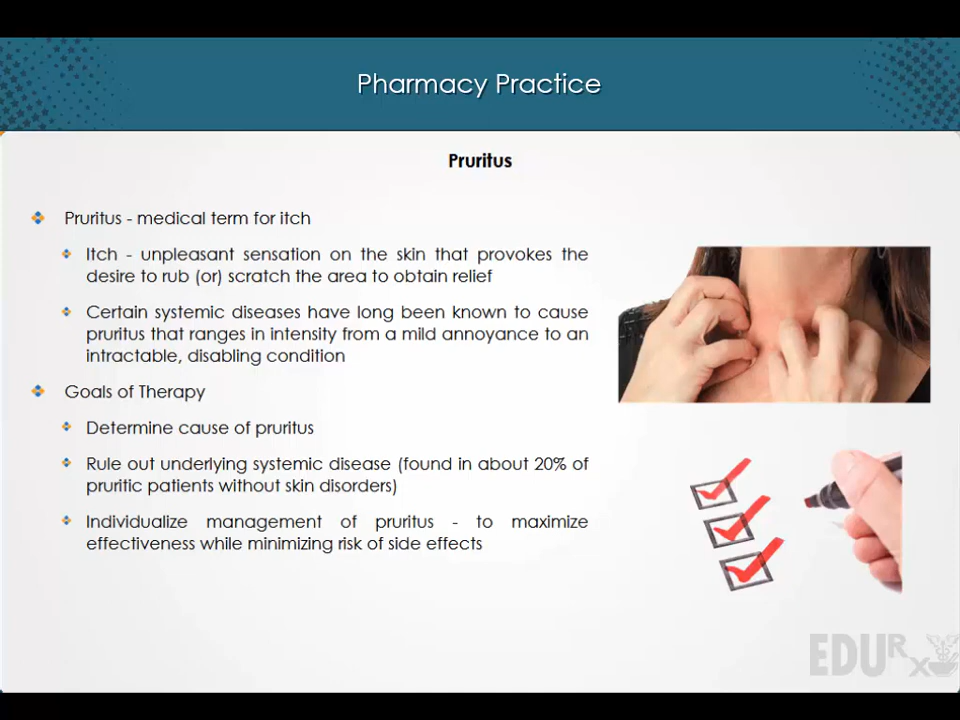 Pharmacy Practice
Pruritus
Pruritus - medical term for itch
Itch - unpleasant sensation on the skin that provokes the
desire to rub (or) scratch the area to obtain relief
Certain systemic diseases have long been known to cause
pruritus that ranges in intensity from a mild annoyance to an
intractable, disabling condition
Goals of Therapy
Determine cause of pruritus
Rule out underlying systemic disease (found in about 20% of
pruritic patients without skin disorders)
Individualize management of pruritus - to maximize
effectiveness while minimizing risk of side effects
EDURx